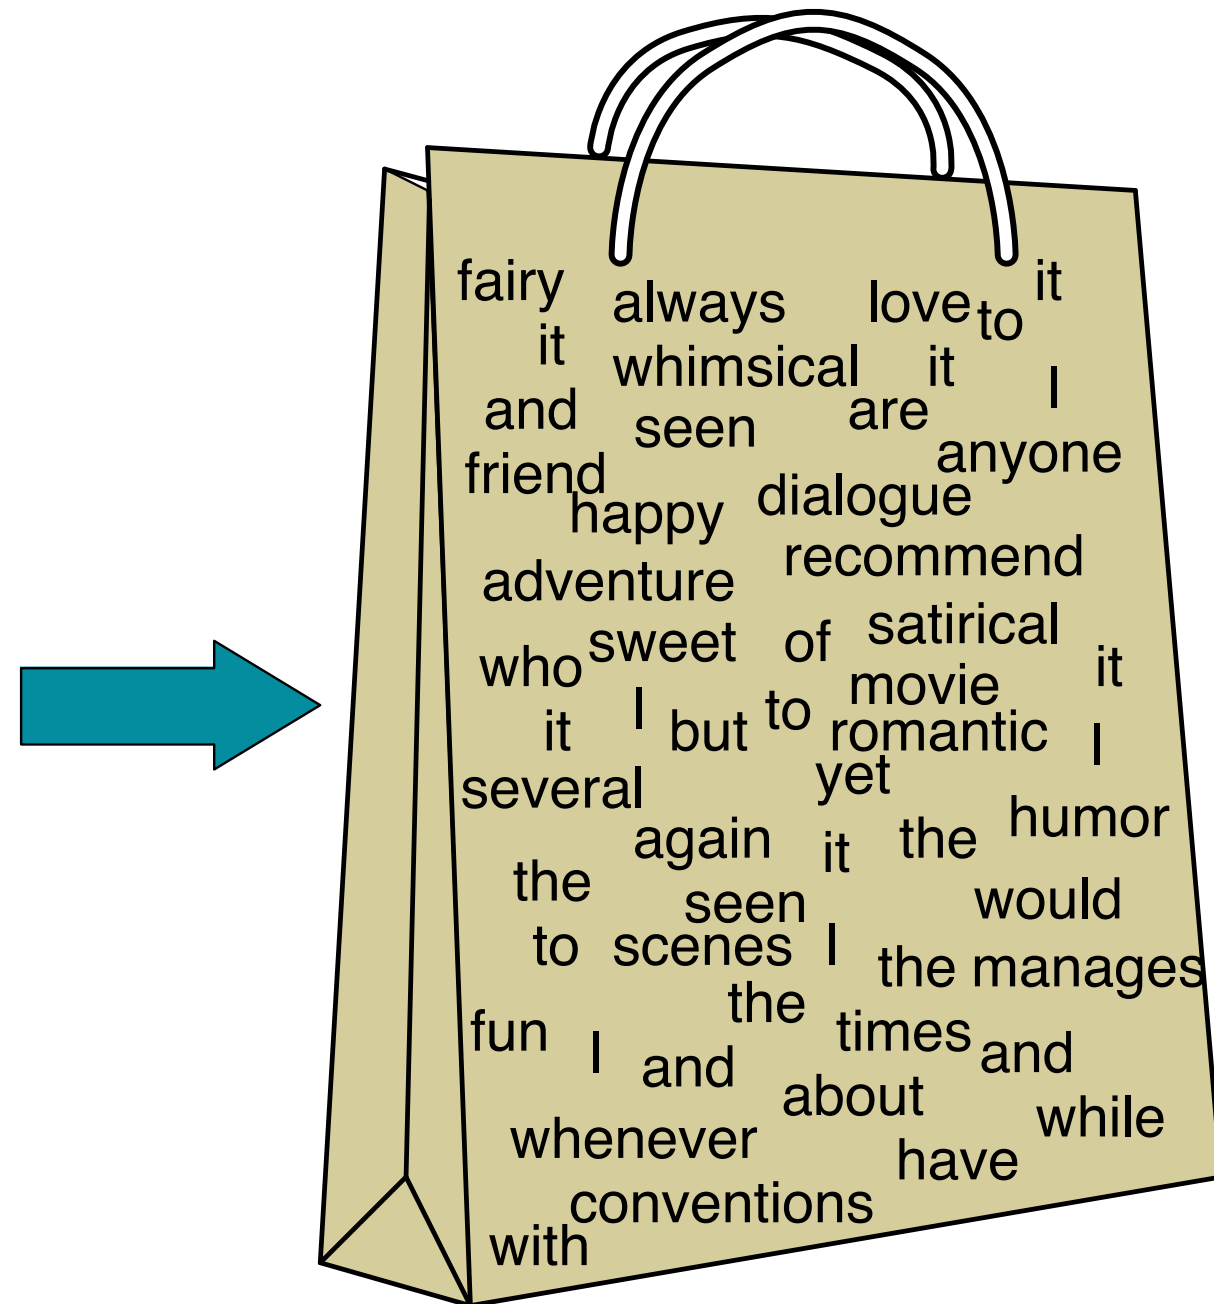 fairy always love to it
it whimsical it I
and seen are
anyone
friend
happy dialogue
recommend
adventure
satirical
who sweet of it
movie
it I but to romantic I
several yet
humor
again it the
the
seen would
to scenes I
the manages
the
fun I and times and
about
while
whenever
have
conventions
with